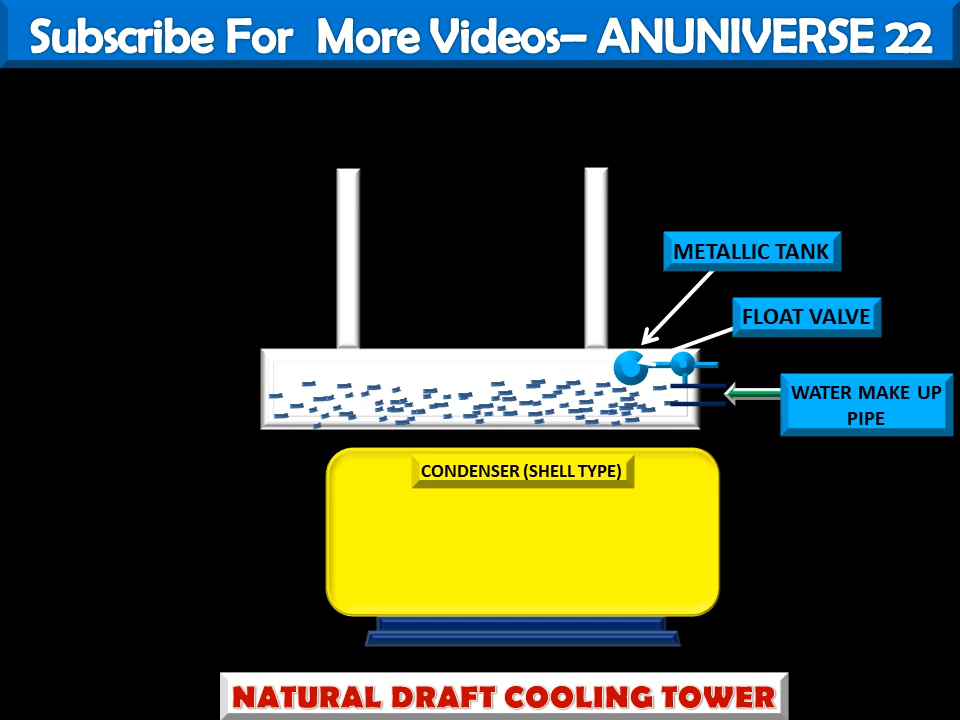 Subscribe For More Videos– ANUNIVERSE 22
METALLIC TANK
FLOAT VALVE
WATER MAKE UP
PIPE
CONDENSER (SHELL TYPE)
NATURAL DRAFT COOLING TOWER